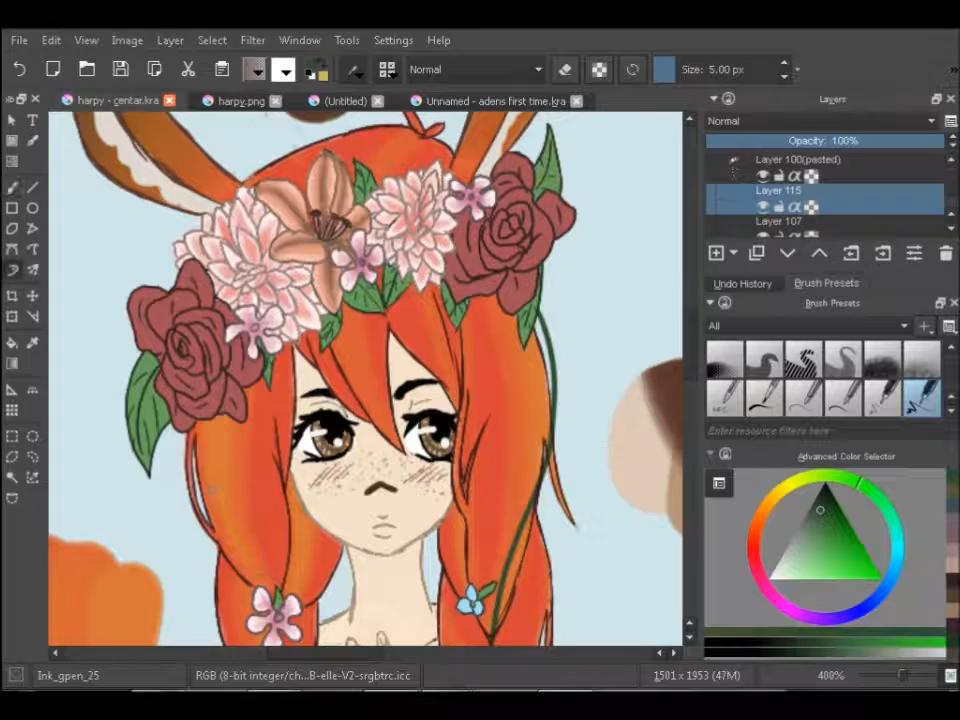 File Edit View Image Layer Select Filter Window Tools Settings Help
Normal Size: 5.00 px
harpy - centar.kra harpy.png (Untitled) Unnamed - adens first time.kra
Layers
Normal
Opacity: 100%
Layer 100(pasted)
Layer 115
Layer 107
Undo History Brush Presets
Brush Presets
All
Enter resource filters here
Advanced Color Selector
Ink_gpen_25 RGB (8-bit integer/ch...B-elle-V2-srgbtrc.icc 1501 x 1953 (47M) 400%